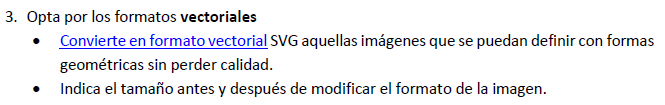 3. Opta por los formatos vectoriales
• Convierte en formato vectorial SVG aquellas imágenes que se puedan definir con formas
geométricas sin perder calidad.
• Indica el tamaño antes y después de modificar el formato de la imagen.